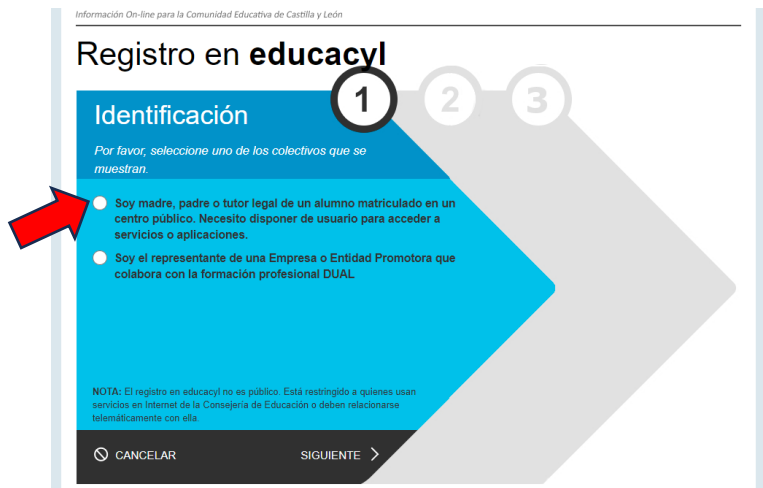 Información On-line para la Comunidad Educativa de Castilla y León
Registro en educacyl
1 2 3
Identificación
Por favor, seleccione uno de los colectivos que se
muestran.
Soy madre, padre o tutor legal de un alumno matriculado en un
centro público. Necesito disponer de usuario para acceder a
servicios o aplicaciones.
Soy el representante de una Empresa o Entidad Promotora que
colabora con la formación profesional DUAL
NOTA: El registro en educacyl no es público. Está restringido a quienes usan
servicios en Internet de la Consejería de Educación o deben relacionarse
telemáticamente con ella.
CANCELAR SIGUIENTE